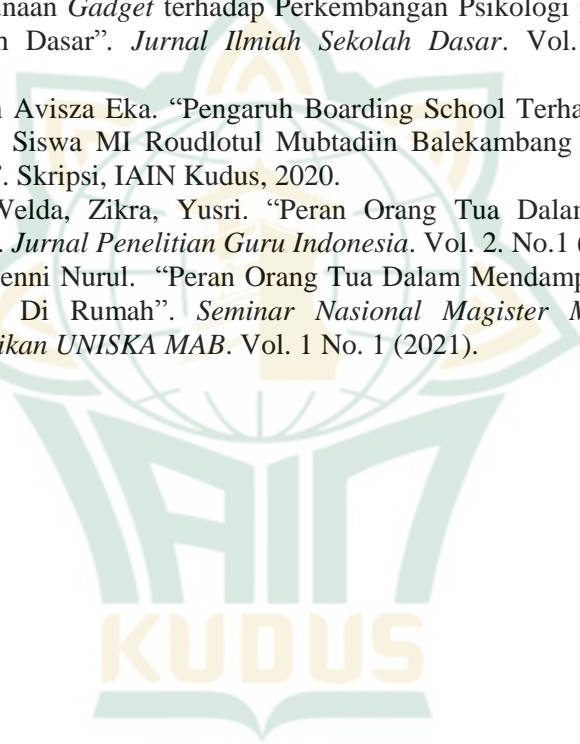 unaan Gadget terhadap Perkembangan Psikologi
h Dasar". Jurnal Ilmiah Sekolah Dasar. Vol.
n Avisza Eka. "Pengaruh Boarding School Terha
Siswa MI Roudlotul Mubtadiin Balekambang
". Skripsi, IAIN Kudus, 2020.
Welda, Zikra, Yusri. "Peran Orang Tua Dalam
. Jurnal Penelitian Guru Indonesia. Vol. 2. No.1 (
enni Nurul. "Peran Orang Tua Dalam Mendamp
Di Rumah". Seminar Nasional Magister M
ikan UNISKA MAB. Vol. 1 No. 1 (2021).
IAIN
KUDUS